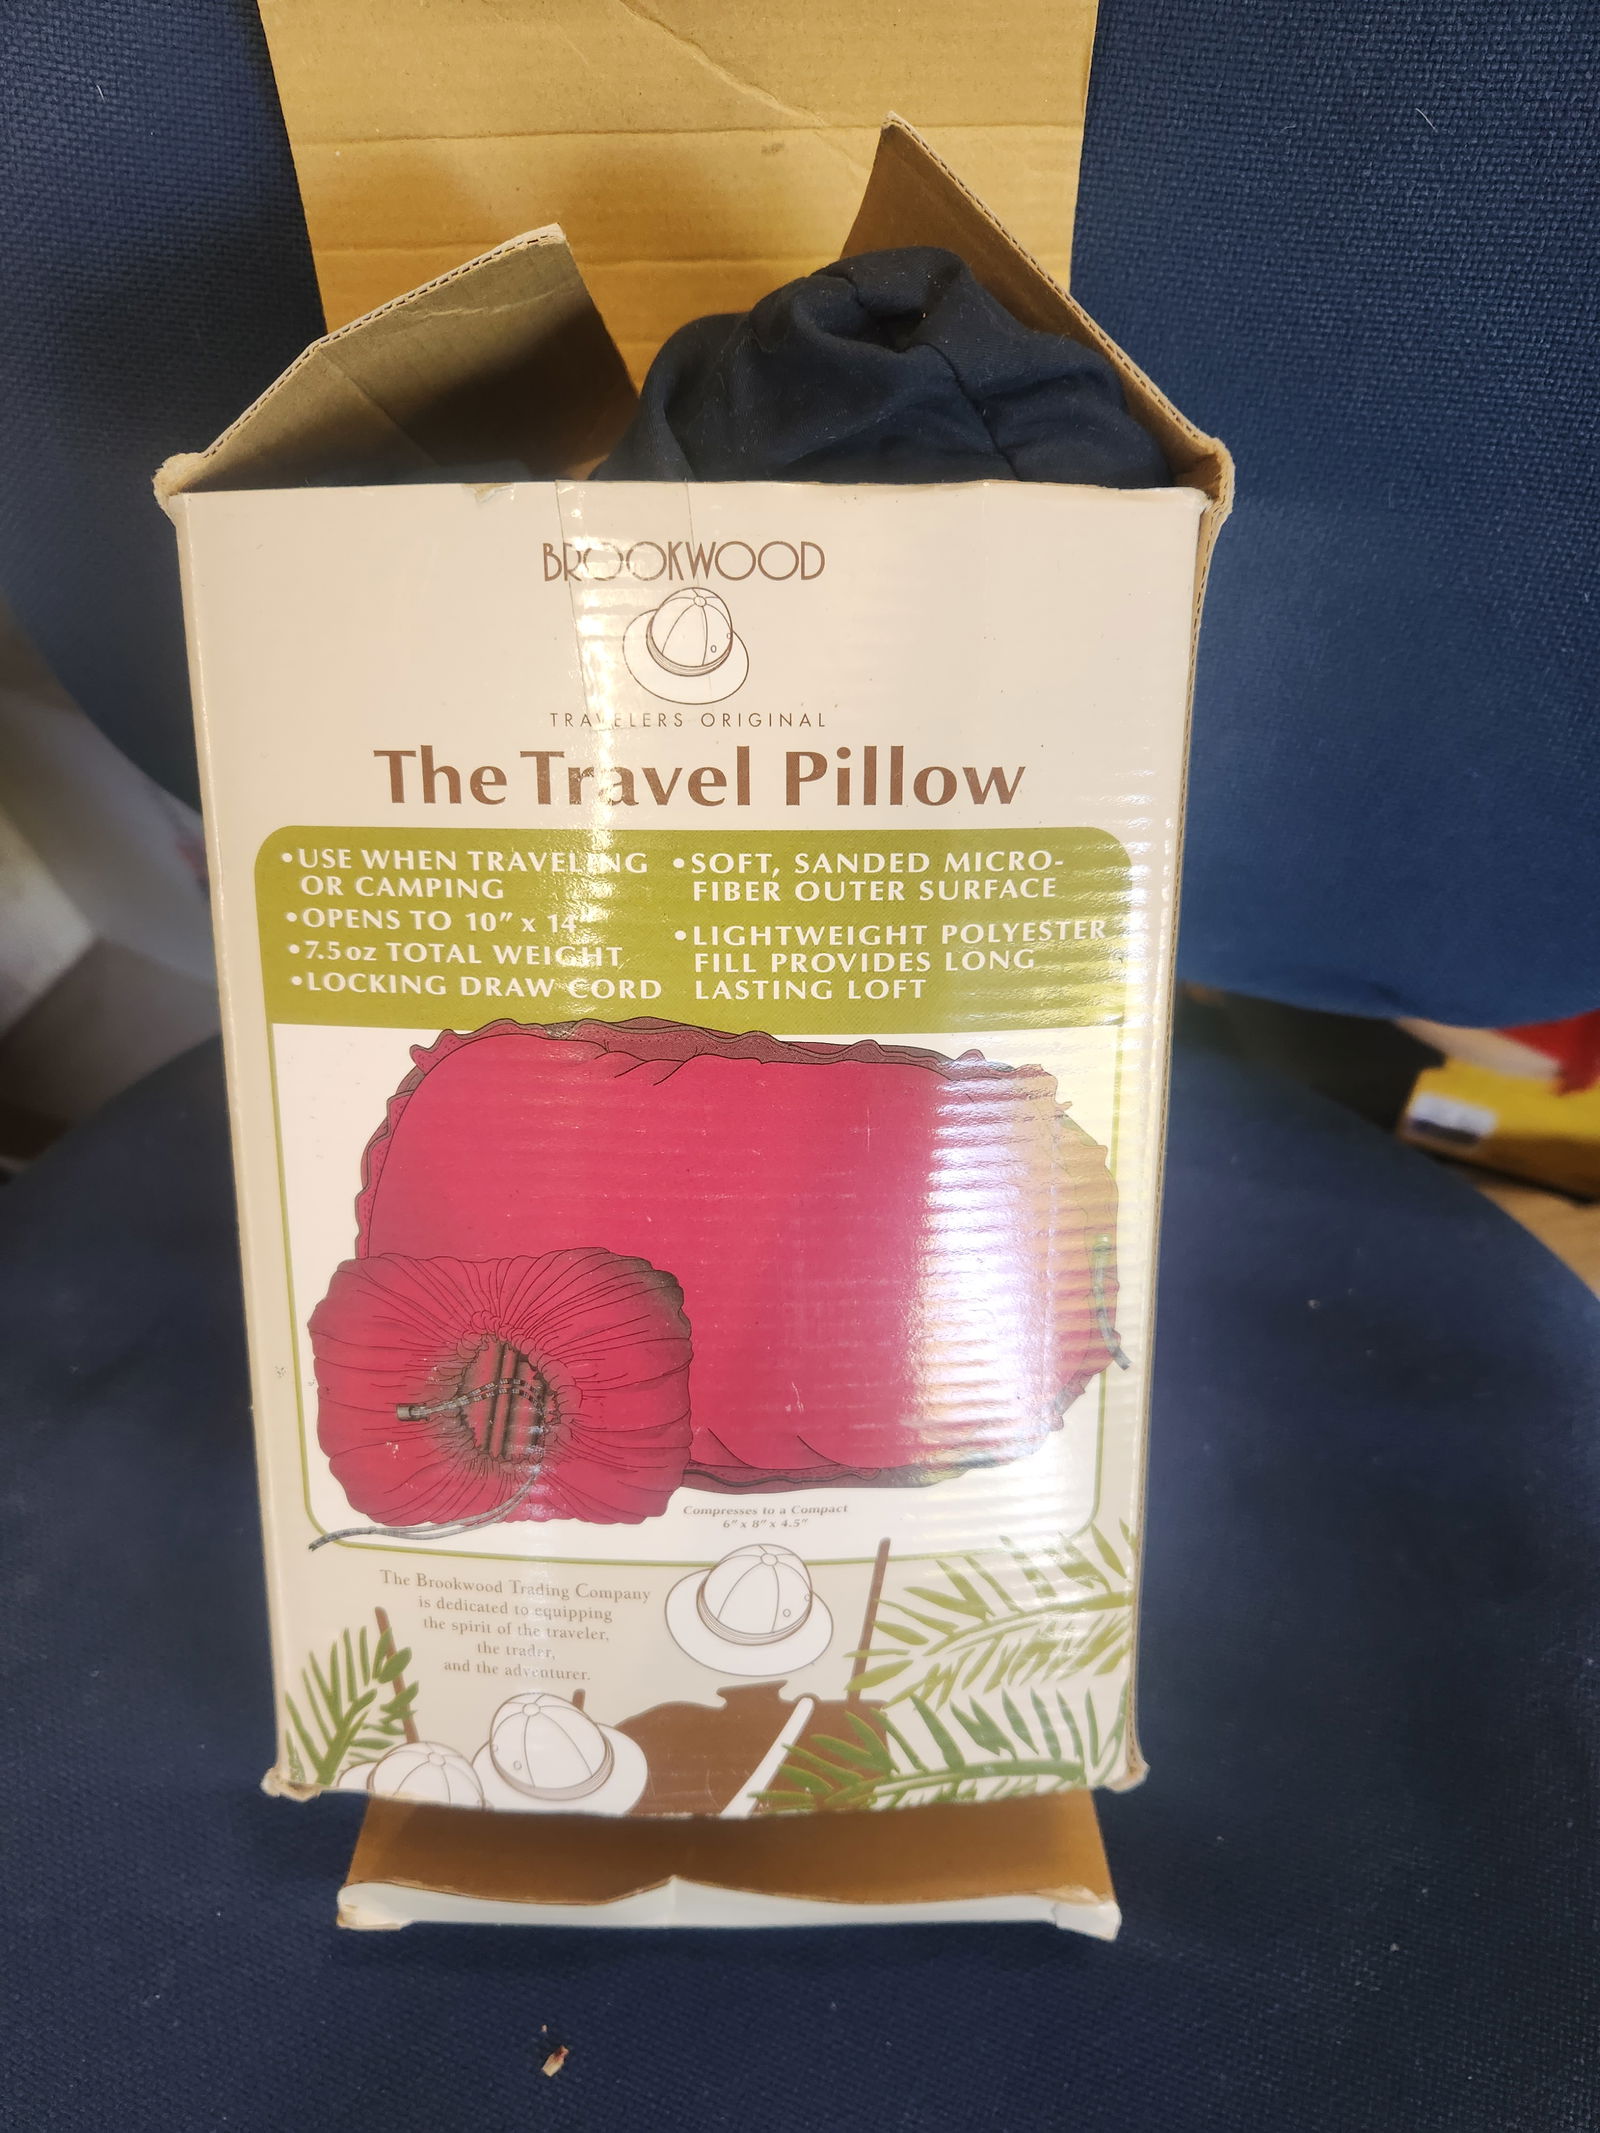 BROOKWOOD
TRAVELERS ORIGINAL
The Travel Pillow
•USE WHEN TRAVELING
OR CAMPING
•OPENS TO 10" x 14"
•7.5oz TOTAL WEIGHT
•LOCKING DRAW CORD
•SOFT, SANDED MICRO-
FIBER OUTER SURFACE
•LIGHTWEIGHT POLYESTER
FILL PROVIDES LONG
LASTING LOFT
Compresses to a Compact
6" x 8" x 4.5"
The Brookwood Trading Company
is dedicated to equipping
the spirit of the traveler,
the trader,
and the adventurer.